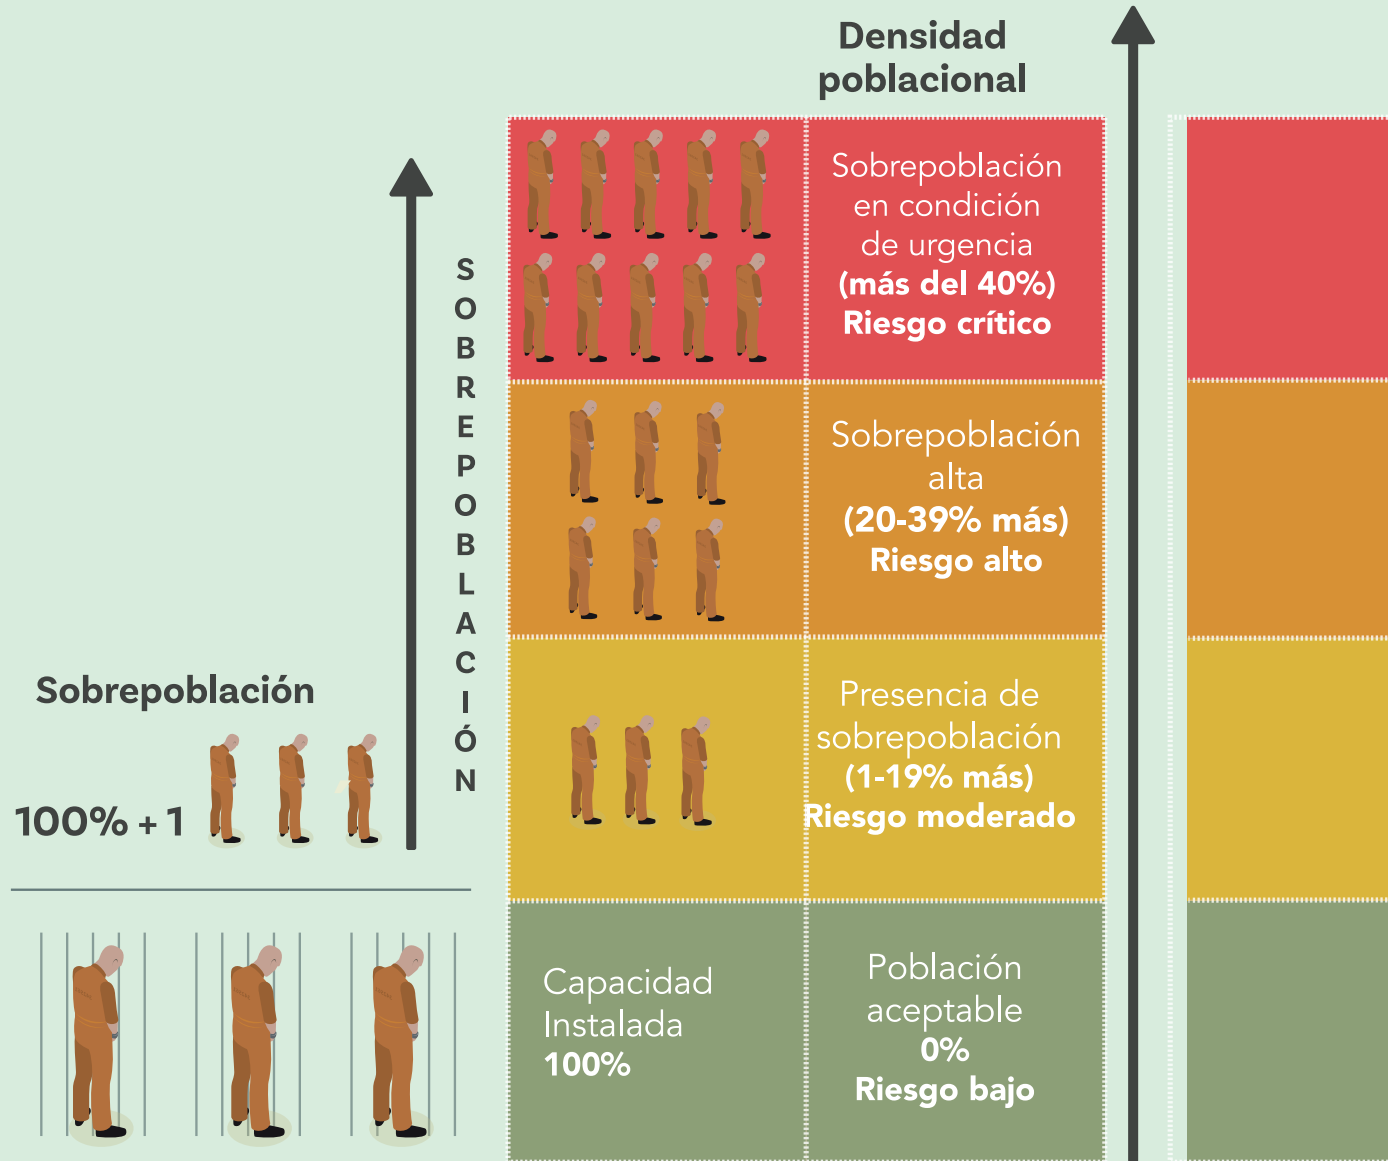 Densidad
poblacional
Sobrepoblación
en condición
de urgencia
(más del 40%)
Riesgo crítico
SOBREPOBLACIÓN
Sobrepoblación
alta
(20-39% más)
Riesgo alto
Sobrepoblación
100% + 1
Presencia de
sobrepoblación
(1-19% más)
Riesgo moderado
Capacidad
Instalada
100%
Población
aceptable
0%
Riesgo bajo